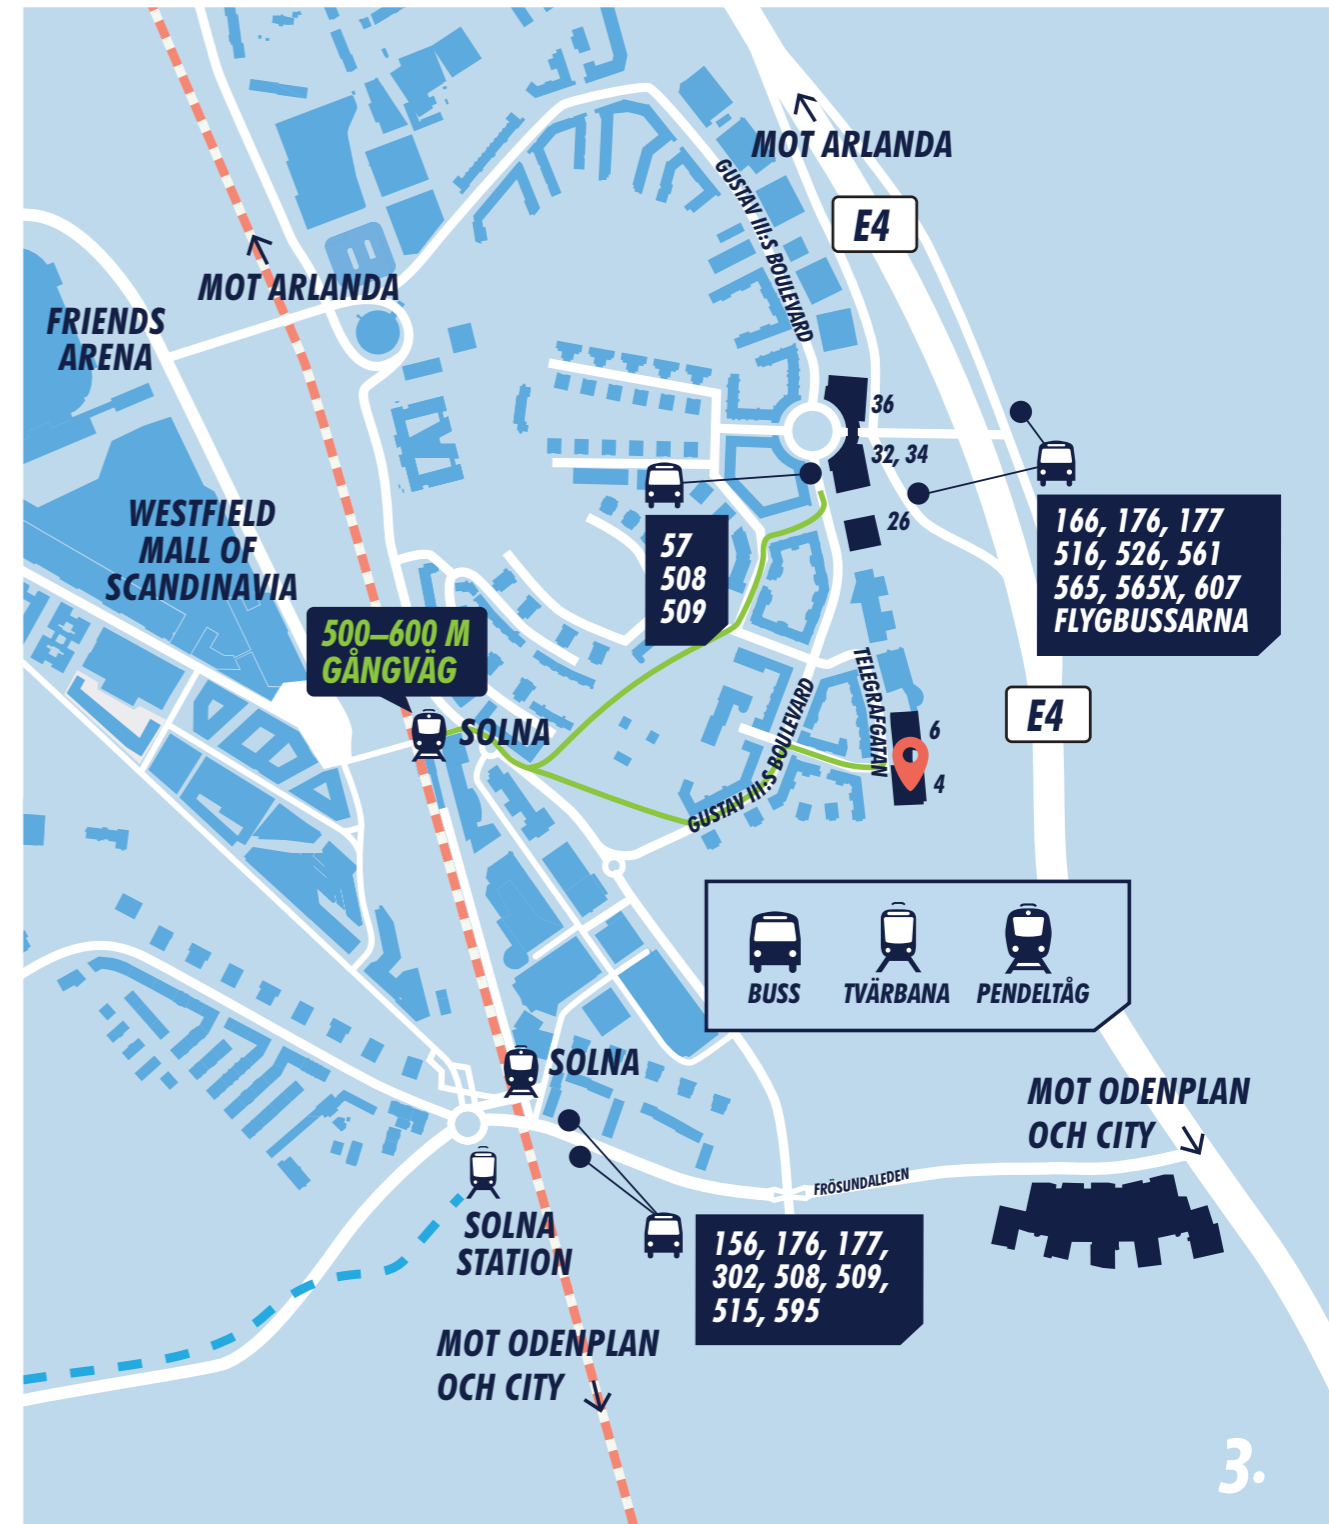 MOT ARLANDA
GUSTAV III:S BOULEVARD
E4
MOT ARLANDA
FRIENDS
ARENA
36
32, 34
26
WESTFIELD
MALL OF
SCANDINAVIA
57
508
509
166, 176, 177
516, 526, 561
565, 565X, 607
FLYGBUSSARNA
500–600 M
GÅNGVÄG
SOLNA
TELEGRAFGATAN
GUSTAV III:S BOULEVARD
E4
6
4
BUSS
TVÄRBANA
PENDELTÅG
SOLNA
MOT ODENPLAN
OCH CITY
FRÖSUNDALEDEN
SOLNA
STATION
156, 176, 177,
302, 508, 509,
515, 595
MOT ODENPLAN
OCH CITY
3.